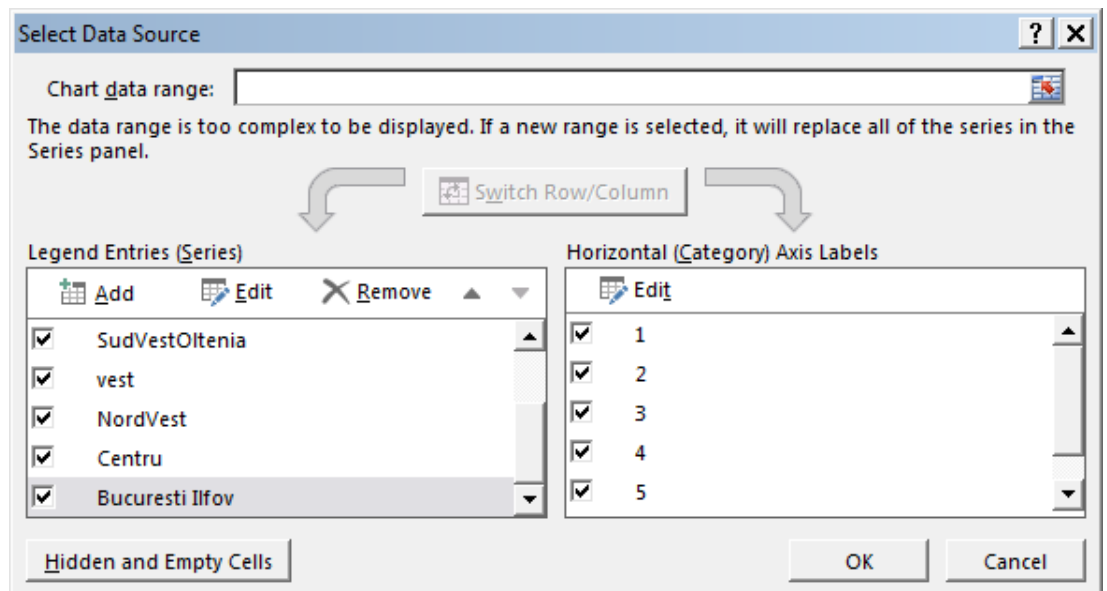 Select Data Source
?
Chart data range:
The data range is too complex to be displayed. If a new range is selected, it will replace all of the series in the
Series panel.
Switch Row/Column
Legend Entries (Series)
Add Edit Remove
SudVestOltenia
vest
NordVest
Centru
Bucuresti Ilfov
Horizontal (Category) Axis Labels
Edit
1
2
3
4
5
Hidden and Empty Cells
OK
Cancel